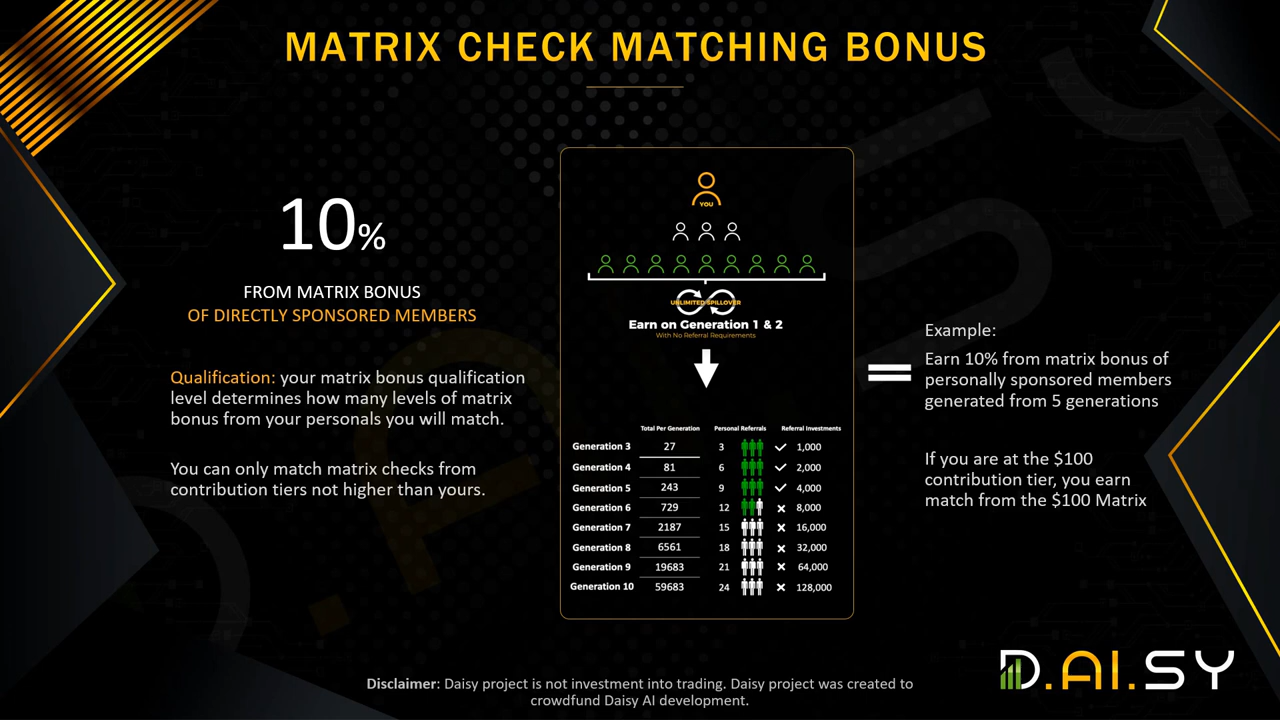 MATRIX CHECK MATCHING BONUS
10%
FROM MATRIX BONUS
OF DIRECTLY SPONSORED MEMBERS
Qualification: your matrix bonus qualification
level determines how many levels of matrix
bonus from your personals you will match.
You can only match matrix checks from
contribution tiers not higher than yours.
YOU
UNLIMITED SPILLOVER
Earn on Generation 1 & 2
With No Referral Requirements
Total Per Generation Personal Referrals Referral Investments
Generation 3 27 3 ✓ 1,000
Generation 4 81 6 ✓ 2,000
Generation 5 243 9 ✓ 4,000
Generation 6 729 12 × 8,000
Generation 7 2187 15 × 16,000
Generation 8 6561 18 × 32,000
Generation 9 19683 21 × 64,000
Generation 10 59683 24 × 128,000
=
Example:
Earn 10% from matrix bonus of
personally sponsored members
generated from 5 generations
If you are at the $100
contribution tier, you earn
match from the $100 Matrix
Disclaimer: Daisy project is not investment into trading. Daisy project was created to
crowdfund Daisy AI development.
D.AI.SY